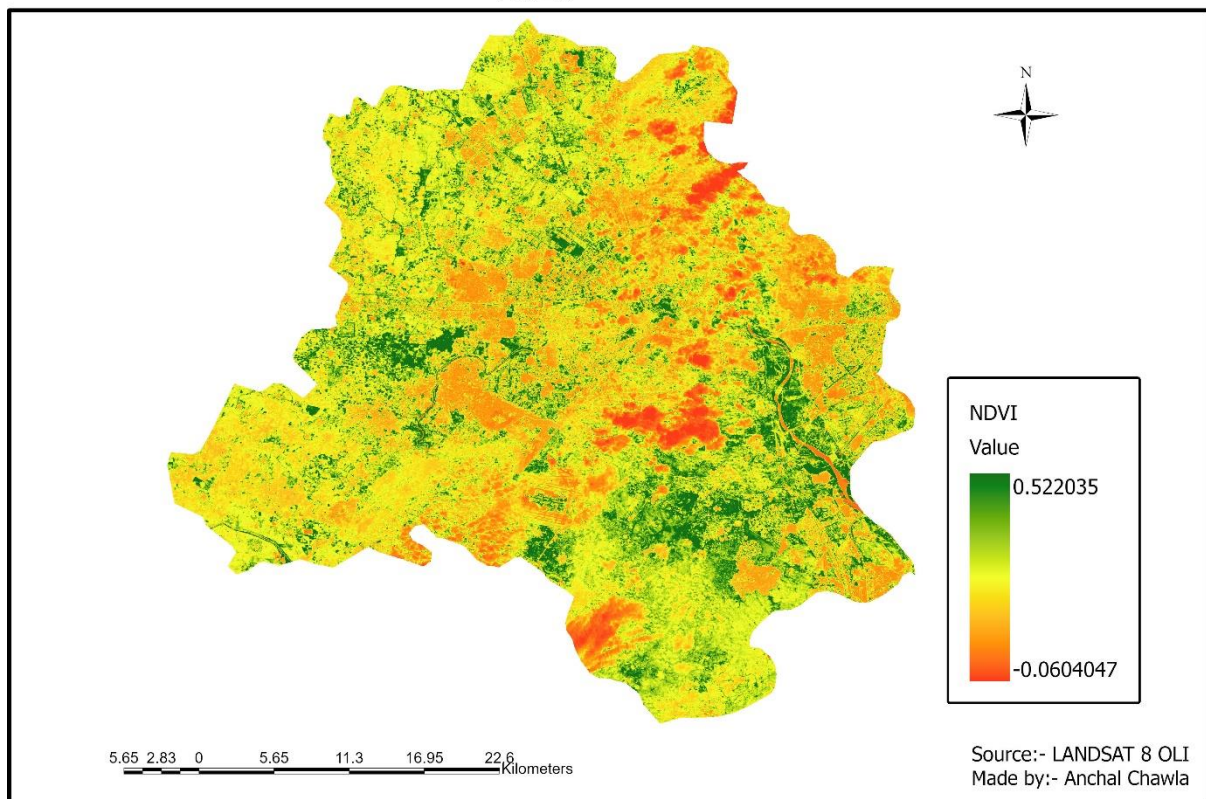 N
NDVI
Value
0.522035
-0.0604047
5.65 2.83 0 5.65 11.3 16.95 22.6
Kilometers
Source:- LANDSAT 8 OLI
Made by:- Anchal Chawla